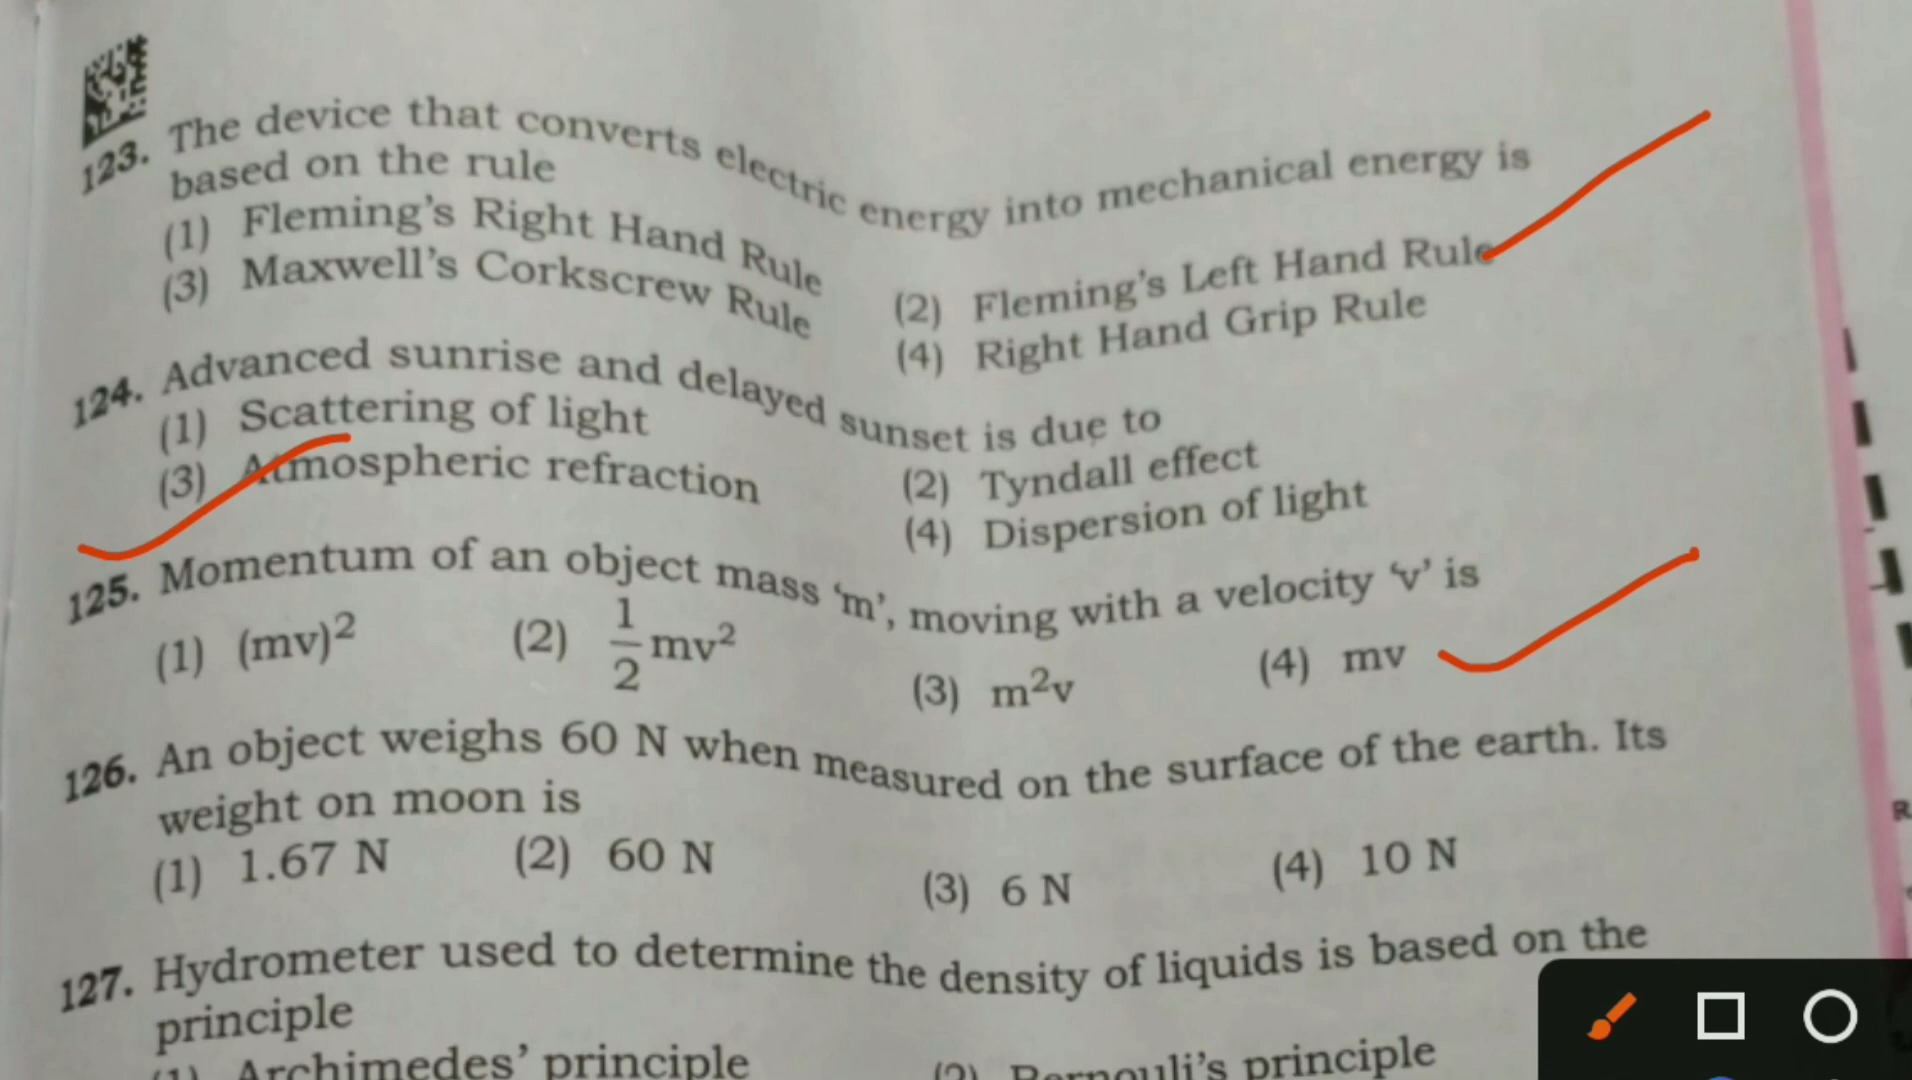 123. The device that converts electric energy into mechanical energy is
based on the rule
(1) Fleming's Right Hand Rule
(2) Fleming's Left Hand Rule
(3) Maxwell's Corkscrew Rule
(4) Right Hand Grip Rule
124. Advanced sunrise and delayed sunset is due to
(1) Scattering of light
(2) Tyndall effect
(3) Atmospheric refraction
(4) Dispersion of light
125. Momentum of an object mass 'm', moving with a velocity 'v' is
(1) (mv)² (2) 1/2 mv² (3) m²v (4) mv
126. An object weighs 60 N when measured on the surface of the earth. Its
weight on moon is
(1) 1.67 N (2) 60 N (3) 6 N (4) 10 N
127. Hydrometer used to determine the density of liquids is based on the
principle
(1) Archimedes' principle (2) Bernouli's principle
R